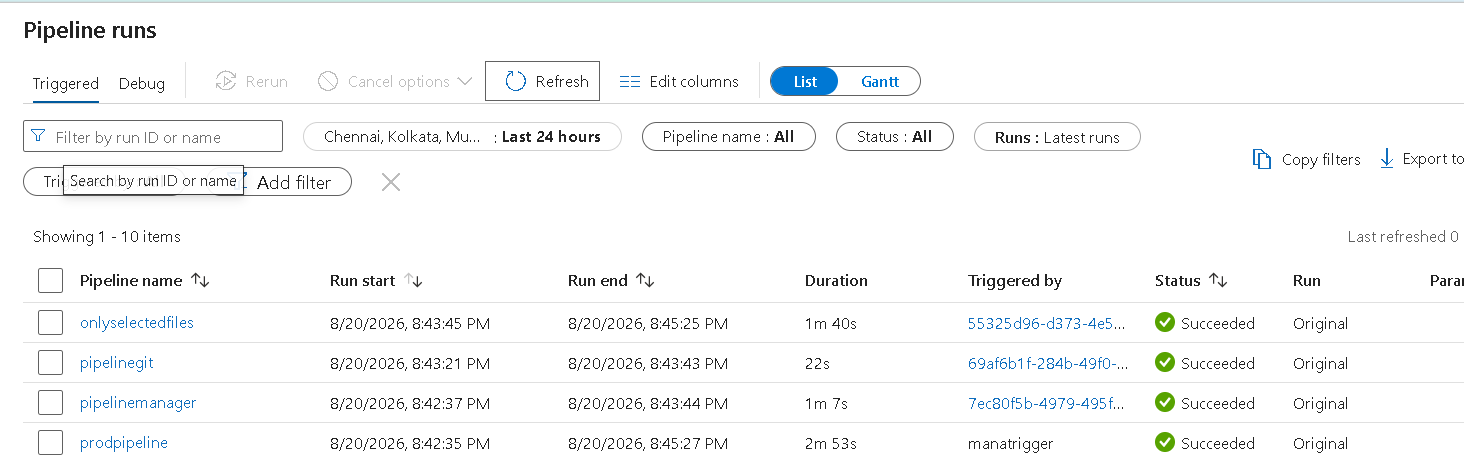 Pipeline runs
Triggered Debug Rerun Cancel options Refresh Edit columns List Gantt
Filter by run ID or name Chennai, Kolkata, Mu... : Last 24 hours Pipeline name : All Status : All Runs : Latest runs
Copy filters Export to
Search by run ID or name Add filter
Showing 1 - 10 items
Last refreshed 0
Pipeline name Run start Run end Duration Triggered by Status Run Para
onlyselectedfiles 8/20/2026, 8:43:45 PM 8/20/2026, 8:45:25 PM 1m 40s 55325d96-d373-4e5... Succeeded Original
pipelinegit 8/20/2026, 8:43:21 PM 8/20/2026, 8:43:43 PM 22s 69af6b1f-284b-49f0-... Succeeded Original
pipelinemanager 8/20/2026, 8:42:37 PM 8/20/2026, 8:43:44 PM 1m 7s 7ec80f5b-4979-495f... Succeeded Original
prodpipeline 8/20/2026, 8:42:35 PM 8/20/2026, 8:45:27 PM 2m 53s manatrigger Succeeded Original